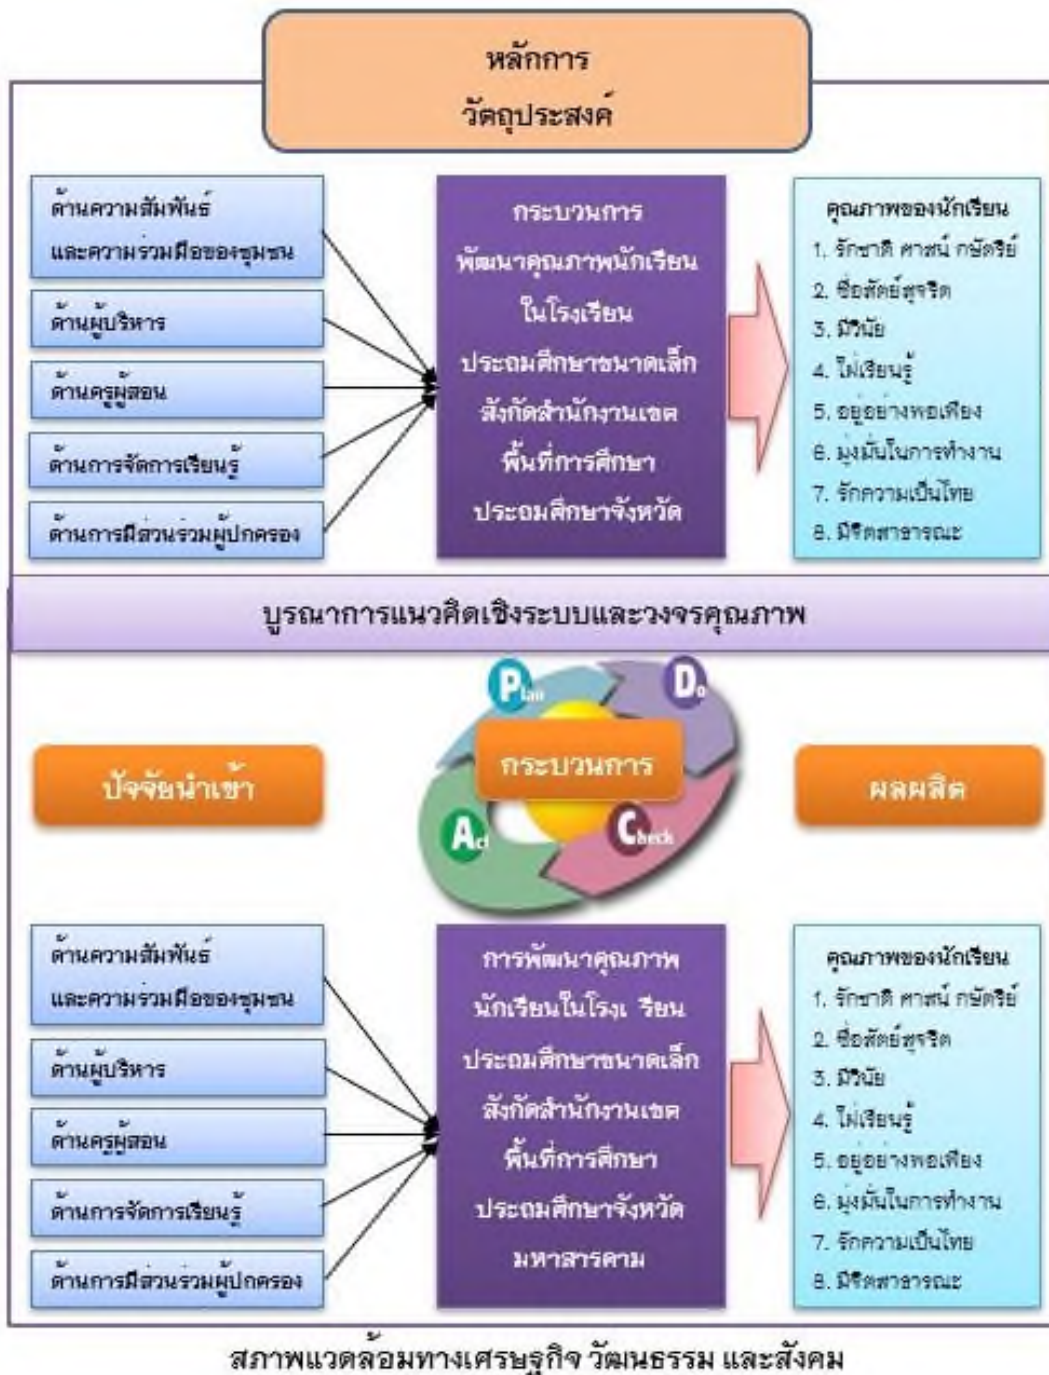 หลักการ
วัตถุประสงค์
ด้านความสัมพันธ์
และความร่วมมือของชุมชน
ด้านผู้บริหาร
ด้านครูผู้สอน
ด้านการจัดการเรียนรู้
ด้านการมีส่วนร่วมผู้ปกครอง
กระบวนการ
พัฒนาคุณภาพนักเรียน
ในโรงเรียน
ประถมศึกษาขนาดเล็ก
สังกัดสำนักงานเขต
พื้นที่การศึกษา
ประถมศึกษาจังหวัด
คุณภาพของนักเรียน
1. รักชาติ ศาสน์ กษัตริย์
2. ซื่อสัตย์สุจริต
3. มีวินัย
4. ใฝ่เรียนรู้
5. อยู่อย่างพอเพียง
6. มุ่งมั่นในการทำงาน
7. รักความเป็นไทย
8. มีจิตสาธารณะ
บูรณาการแนวคิดเชิงระบบและวงจรคุณภาพ
Plan
Do
ปัจจัยนำเข้า
กระบวนการ
ผลผลิต
Act
Check
ด้านความสัมพันธ์
และความร่วมมือของชุมชน
ด้านผู้บริหาร
ด้านครูผู้สอน
ด้านการจัดการเรียนรู้
ด้านการมีส่วนร่วมผู้ปกครอง
การพัฒนาคุณภาพ
นักเรียนในโรงเ รียน
ประถมศึกษาขนาดเล็ก
สังกัดสำนักงานเขต
พื้นที่การศึกษา
ประถมศึกษาจังหวัด
มหาสารคาม
คุณภาพของนักเรียน
1. รักชาติ ศาสน์ กษัตริย์
2. ซื่อสัตย์สุจริต
3. มีวินัย
4. ใฝ่เรียนรู้
5. อยู่อย่างพอเพียง
6. มุ่งมั่นในการทำงาน
7. รักความเป็นไทย
8. มีจิตสาธารณะ
สภาพแวดล้อมทางเศรษฐกิจ วัฒนธรรม และสังคม